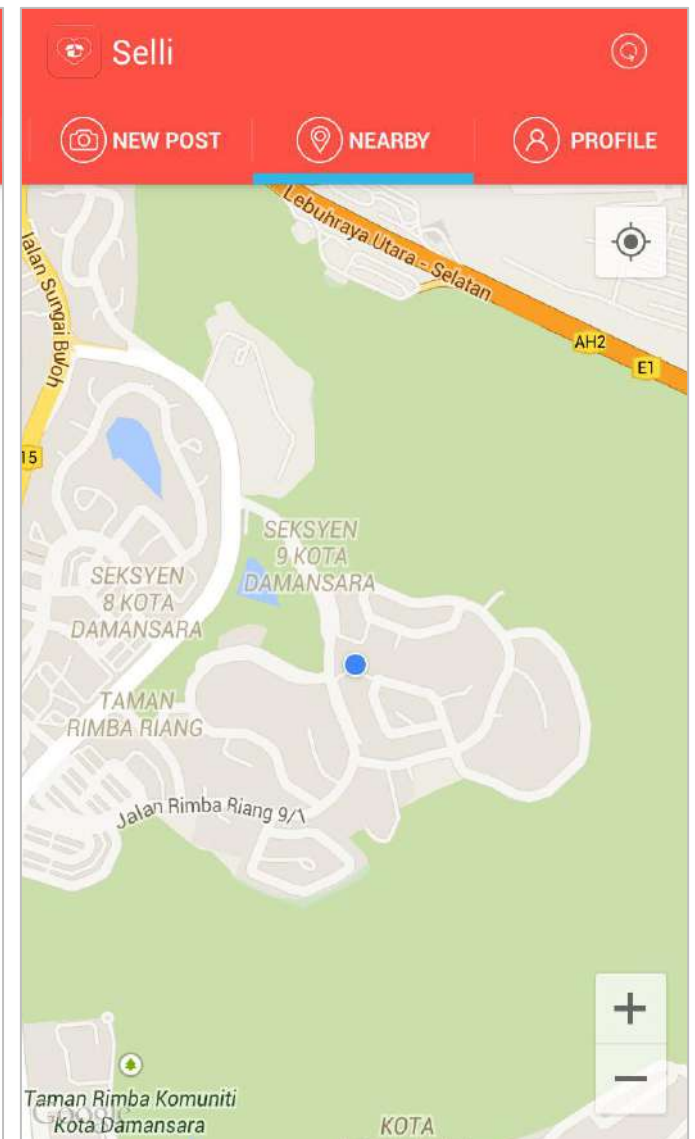 Selli
NEW POST
NEARBY
PROFILE
Lebuhraya Utara - Selatan
Jalan Sungai Buloh
AH2
E1
15
SEKSYEN
9 KOTA
DAMANSARA
SEKSYEN
8 KOTA
DAMANSARA
TAMAN
RIMBA RIANG
Jalan Rimba Riang 9/1
+
−
Taman Rimba Komuniti
Kota Damansara
Google
KOTA